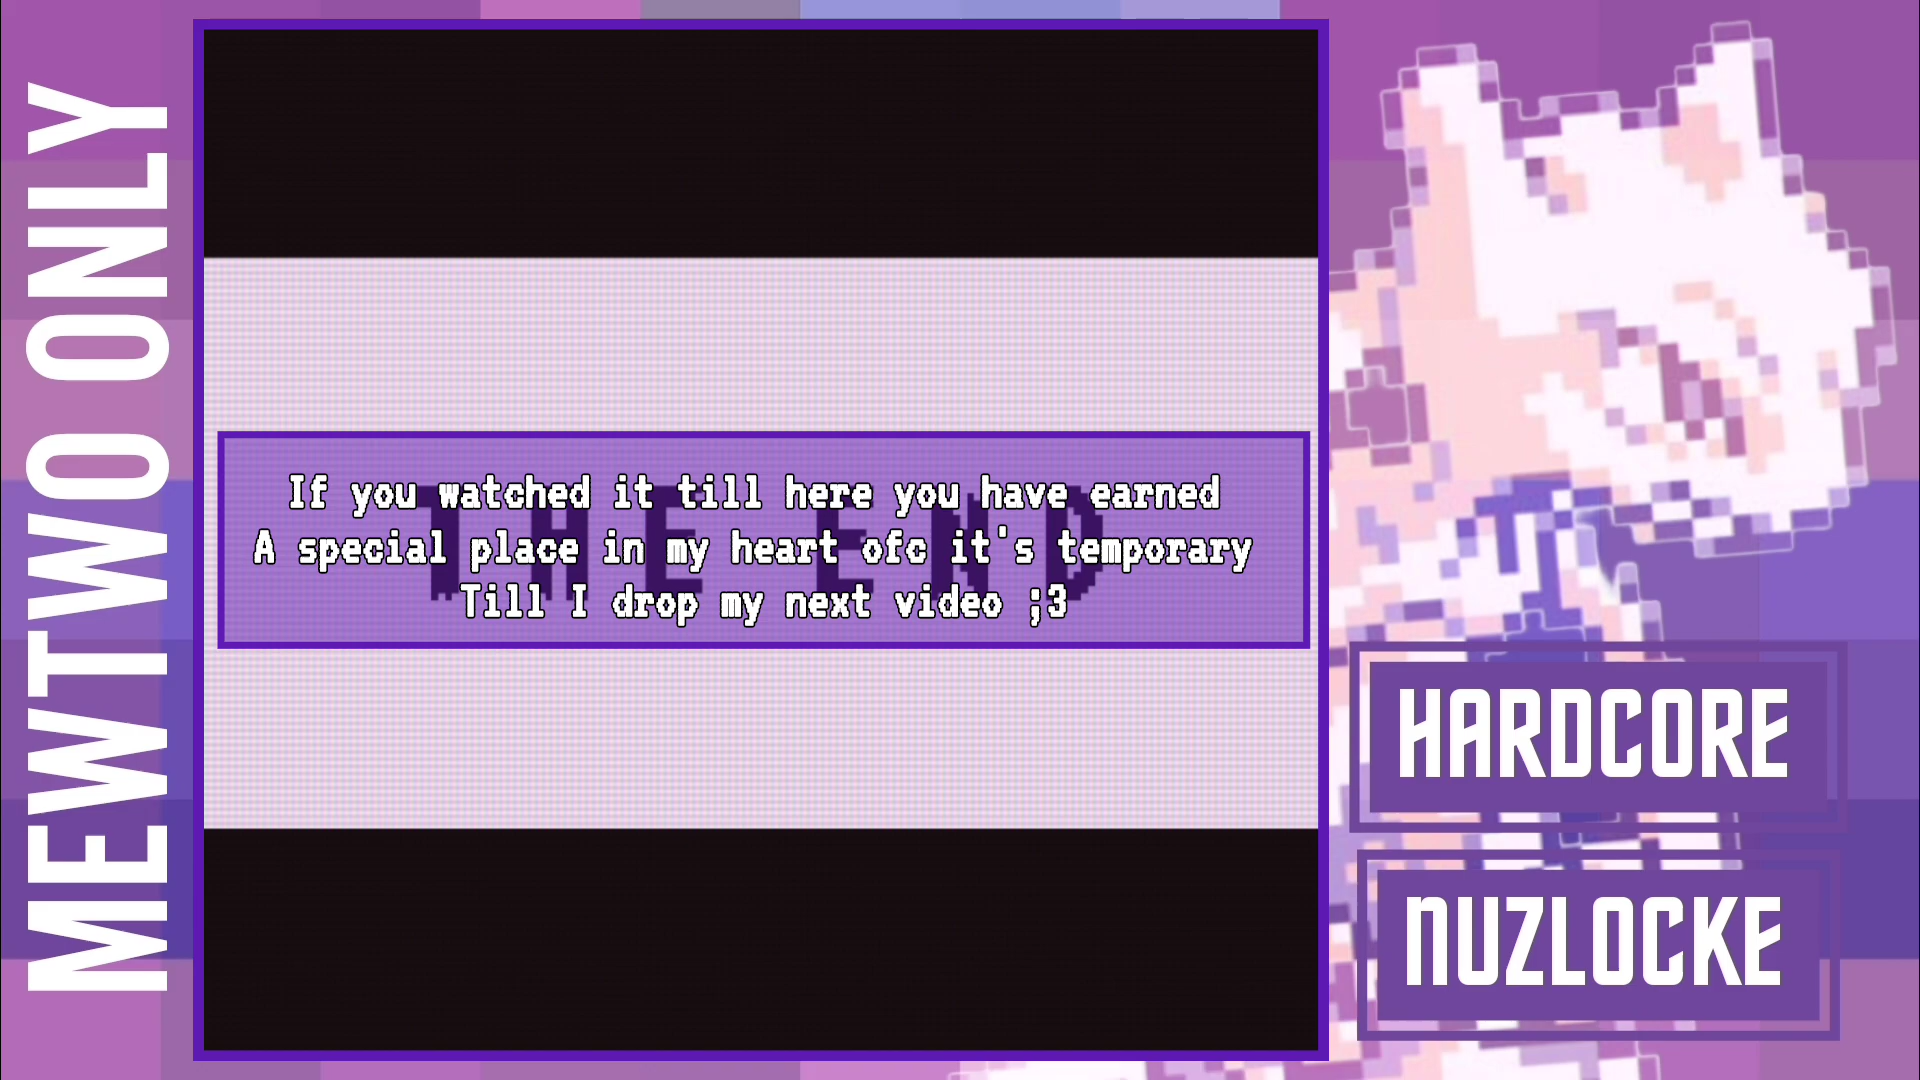 MEWTWO ONLY
If you watched it till here you have earned
A special place in my heart ofc it's temporary
Till I drop my next video ;3
THE END
HARDCORE
NUZLOCKE